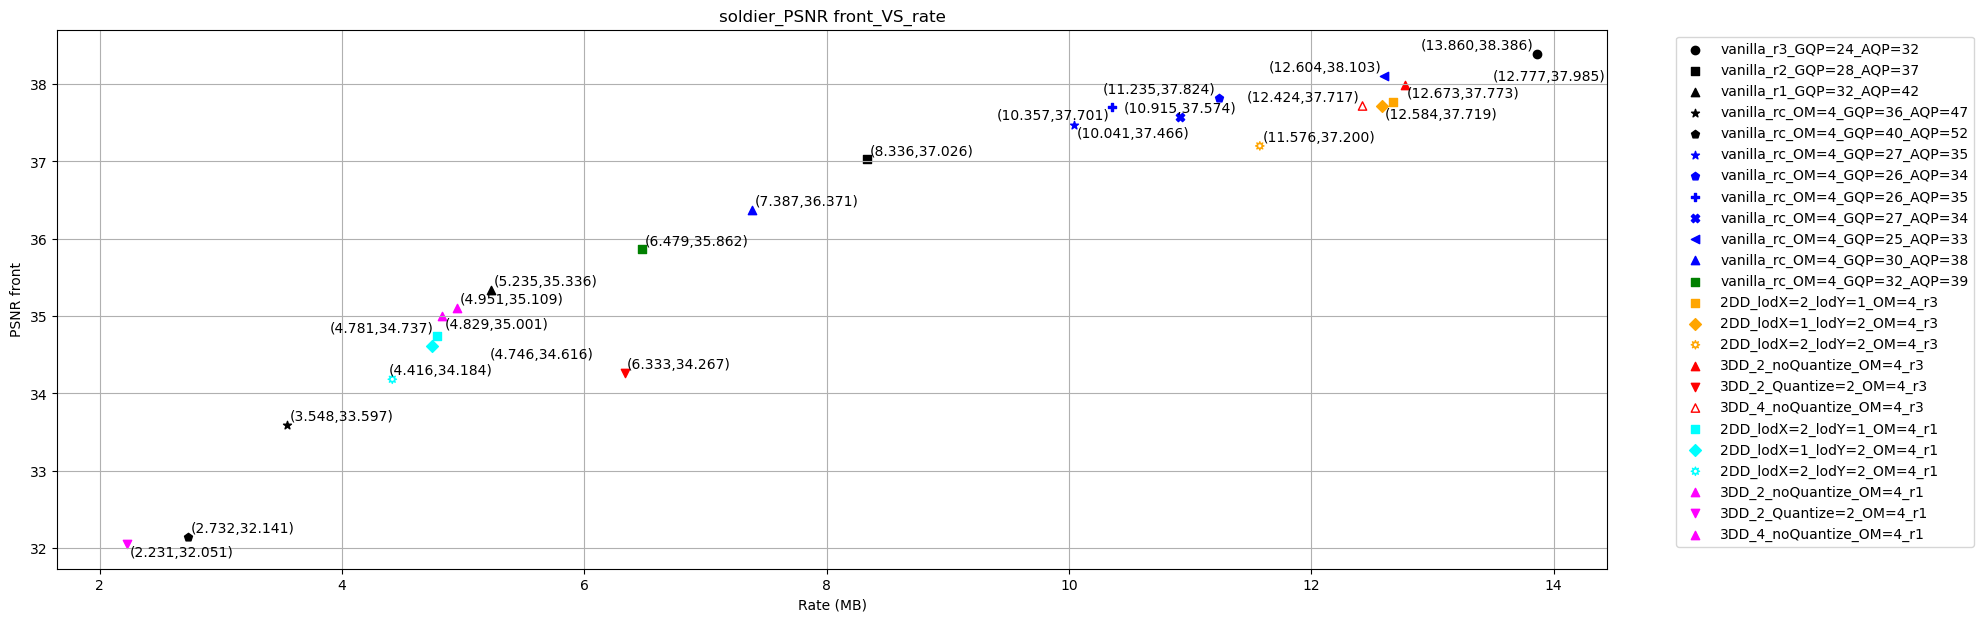 soldier_PSNR front_VS_rate
PSNR front
38
37
36
35
34
33
32
(13.860,38.386)
(12.604,38.103)
(12.777,37.985)
(11.235,37.824)
(12.424,37.717)
(12.673,37.773)
(10.357,37.701)
(10.915,37.574)
(12.584,37.719)
(10.041,37.466)
(11.576,37.200)
(8.336,37.026)
(7.387,36.371)
(6.479,35.862)
(5.235,35.336)
(4.951,35.109)
(4.781,34.737)
(4.829,35.001)
(4.746,34.616)
(4.416,34.184)
(6.333,34.267)
(3.548,33.597)
(2.732,32.141)
(2.231,32.051)
2
4
6
8
10
12
14
Rate (MB)
vanilla_r3_GQP=24_AQP=32
vanilla_r2_GQP=28_AQP=37
vanilla_r1_GQP=32_AQP=42
vanilla_rc_OM=4_GQP=36_AQP=47
vanilla_rc_OM=4_GQP=40_AQP=52
vanilla_rc_OM=4_GQP=27_AQP=35
vanilla_rc_OM=4_GQP=26_AQP=34
vanilla_rc_OM=4_GQP=26_AQP=35
vanilla_rc_OM=4_GQP=27_AQP=34
vanilla_rc_OM=4_GQP=25_AQP=33
vanilla_rc_OM=4_GQP=30_AQP=38
vanilla_rc_OM=4_GQP=32_AQP=39
2DD_lodX=2_lodY=1_OM=4_r3
2DD_lodX=1_lodY=2_OM=4_r3
2DD_lodX=2_lodY=2_OM=4_r3
3DD_2_noQuantize_OM=4_r3
3DD_2_Quantize=2_OM=4_r3
3DD_4_noQuantize_OM=4_r3
2DD_lodX=2_lodY=1_OM=4_r1
2DD_lodX=1_lodY=2_OM=4_r1
2DD_lodX=2_lodY=2_OM=4_r1
3DD_2_noQuantize_OM=4_r1
3DD_2_Quantize=2_OM=4_r1
3DD_4_noQuantize_OM=4_r1